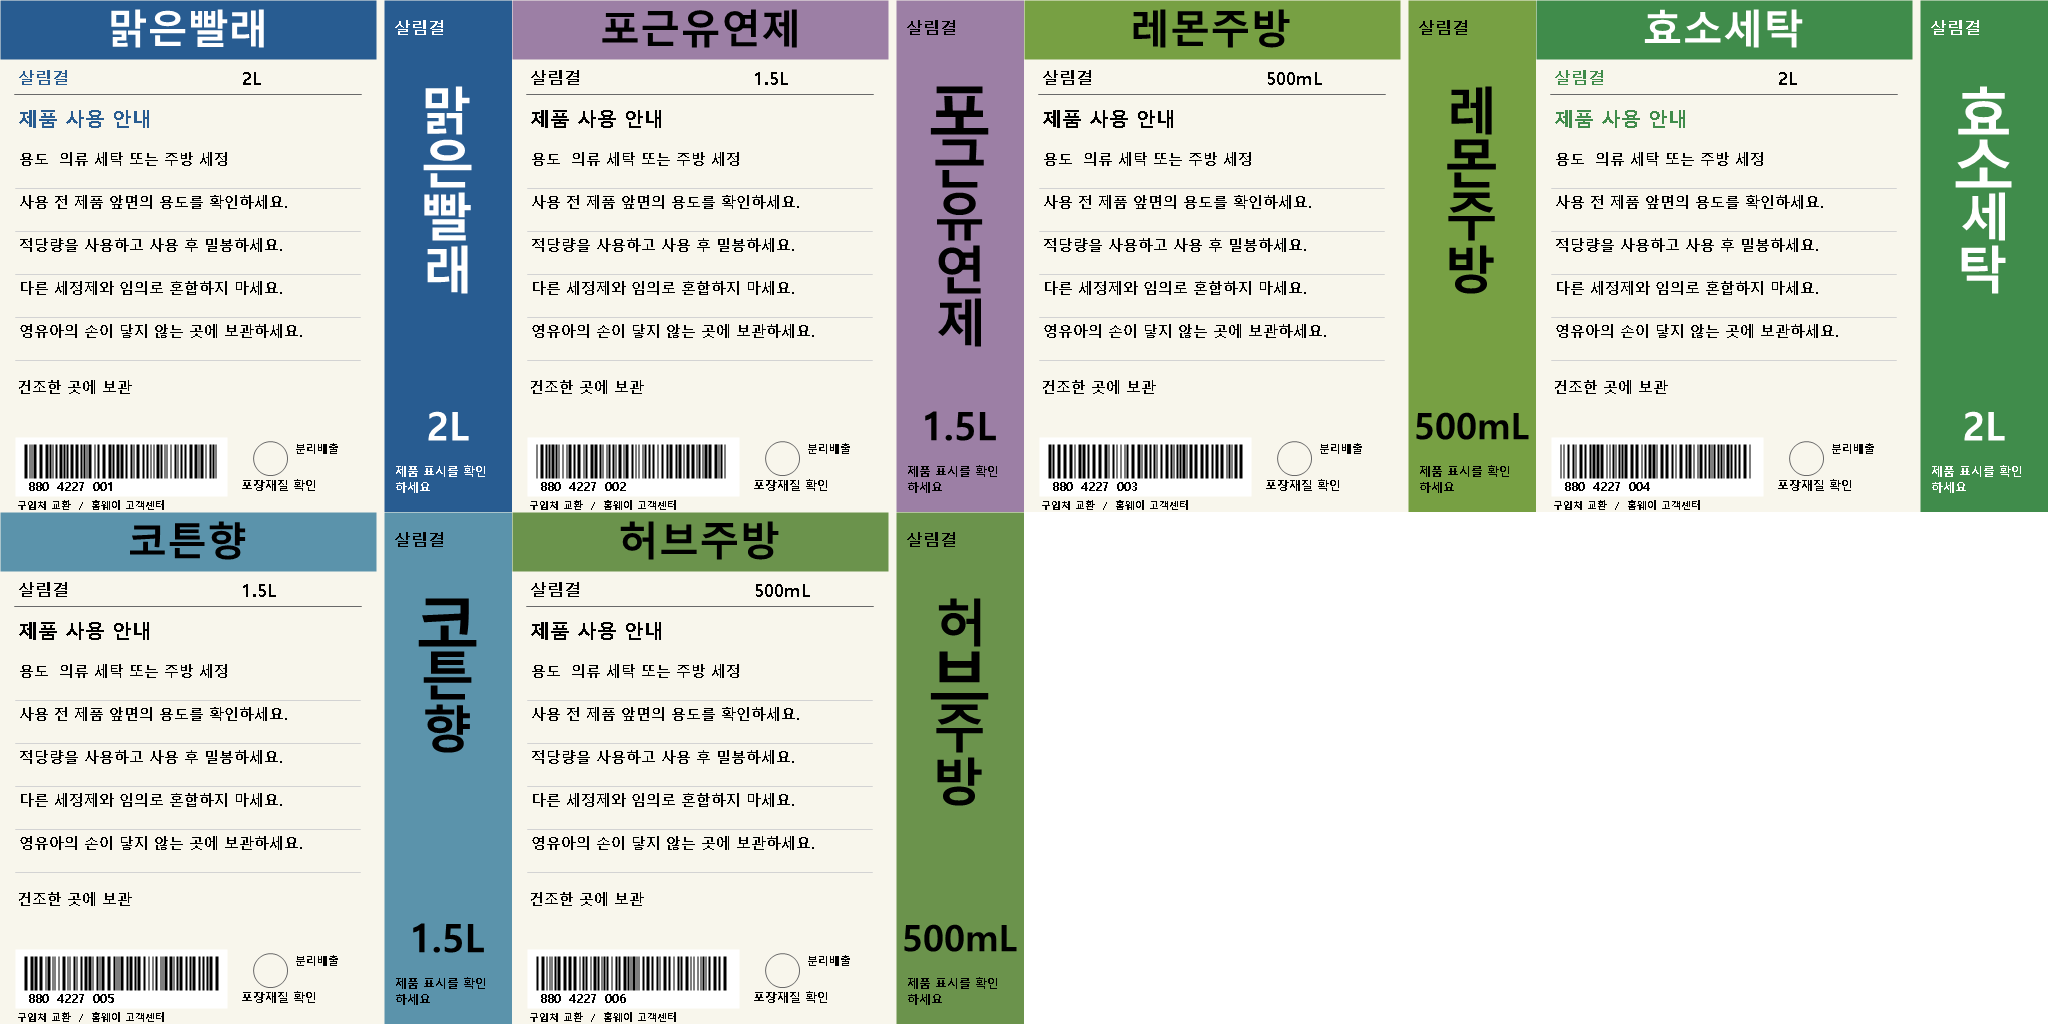 맑은빨래
살림결 2L
제품 사용 안내
용도 의류 세탁 또는 주방 세정
사용 전 제품 앞면의 용도를 확인하세요.
적당량을 사용하고 사용 후 밀봉하세요.
다른 세정제와 임의로 혼합하지 마세요.
영유아의 손이 닿지 않는 곳에 보관하세요.
건조한 곳에 보관
880 4227 001
분리배출
포장재질 확인
구입처 교환 / 홈웨이 고객센터
살림결
맑은빨래
2L
제품 표시를 확인
하세요
포근유연제
살림결 1.5L
제품 사용 안내
용도 의류 세탁 또는 주방 세정
사용 전 제품 앞면의 용도를 확인하세요.
적당량을 사용하고 사용 후 밀봉하세요.
다른 세정제와 임의로 혼합하지 마세요.
영유아의 손이 닿지 않는 곳에 보관하세요.
건조한 곳에 보관
880 4227 002
분리배출
포장재질 확인
구입처 교환 / 홈웨이 고객센터
살림결
포근유연제
1.5L
제품 표시를 확인
하세요
레몬주방
살림결 500mL
제품 사용 안내
용도 의류 세탁 또는 주방 세정
사용 전 제품 앞면의 용도를 확인하세요.
적당량을 사용하고 사용 후 밀봉하세요.
다른 세정제와 임의로 혼합하지 마세요.
영유아의 손이 닿지 않는 곳에 보관하세요.
건조한 곳에 보관
880 4227 003
분리배출
포장재질 확인
구입처 교환 / 홈웨이 고객센터
살림결
레몬주방
500mL
제품 표시를 확인
하세요
효소세탁
살림결 2L
제품 사용 안내
용도 의류 세탁 또는 주방 세정
사용 전 제품 앞면의 용도를 확인하세요.
적당량을 사용하고 사용 후 밀봉하세요.
다른 세정제와 임의로 혼합하지 마세요.
영유아의 손이 닿지 않는 곳에 보관하세요.
건조한 곳에 보관
880 4227 004
분리배출
포장재질 확인
구입처 교환 / 홈웨이 고객센터
살림결
효소세탁
2L
제품 표시를 확인
하세요
코튼향
살림결 1.5L
제품 사용 안내
용도 의류 세탁 또는 주방 세정
사용 전 제품 앞면의 용도를 확인하세요.
적당량을 사용하고 사용 후 밀봉하세요.
다른 세정제와 임의로 혼합하지 마세요.
영유아의 손이 닿지 않는 곳에 보관하세요.
건조한 곳에 보관
880 4227 005
분리배출
포장재질 확인
구입처 교환 / 홈웨이 고객센터
살림결
코튼향
1.5L
제품 표시를 확인
하세요
허브주방
살림결 500mL
제품 사용 안내
용도 의류 세탁 또는 주방 세정
사용 전 제품 앞면의 용도를 확인하세요.
적당량을 사용하고 사용 후 밀봉하세요.
다른 세정제와 임의로 혼합하지 마세요.
영유아의 손이 닿지 않는 곳에 보관하세요.
건조한 곳에 보관
880 4227 006
분리배출
포장재질 확인
구입처 교환 / 홈웨이 고객센터
살림결
허브주방
500mL
제품 표시를 확인
하세요